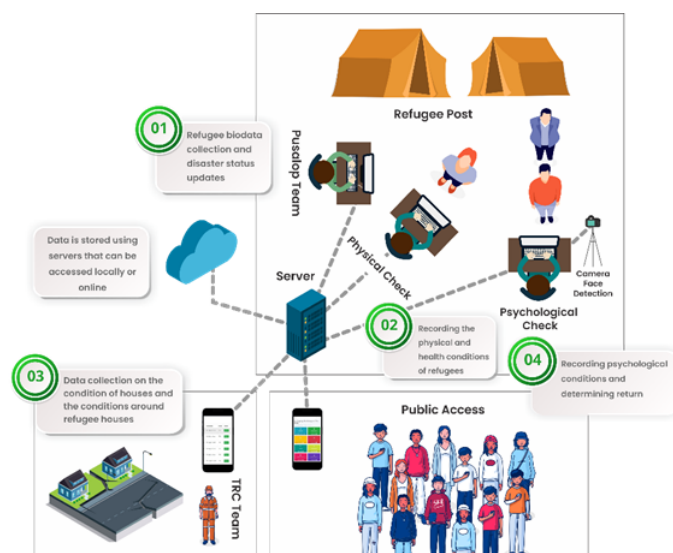 Refugee Post
01
Refugee biodata
collection and
disaster status
updates
Pusalop Team
Physical Check
Data is stored using
servers that can be
accessed locally or
online
Server
Camera
Face
Detection
Psychological
Check
02
Recording the
physical and
health conditions
of refugees
04
Recording psychological
conditions and
determining return
03
Data collection on the
condition of houses and
the conditions around
refugee houses
TRC Team
Public Access